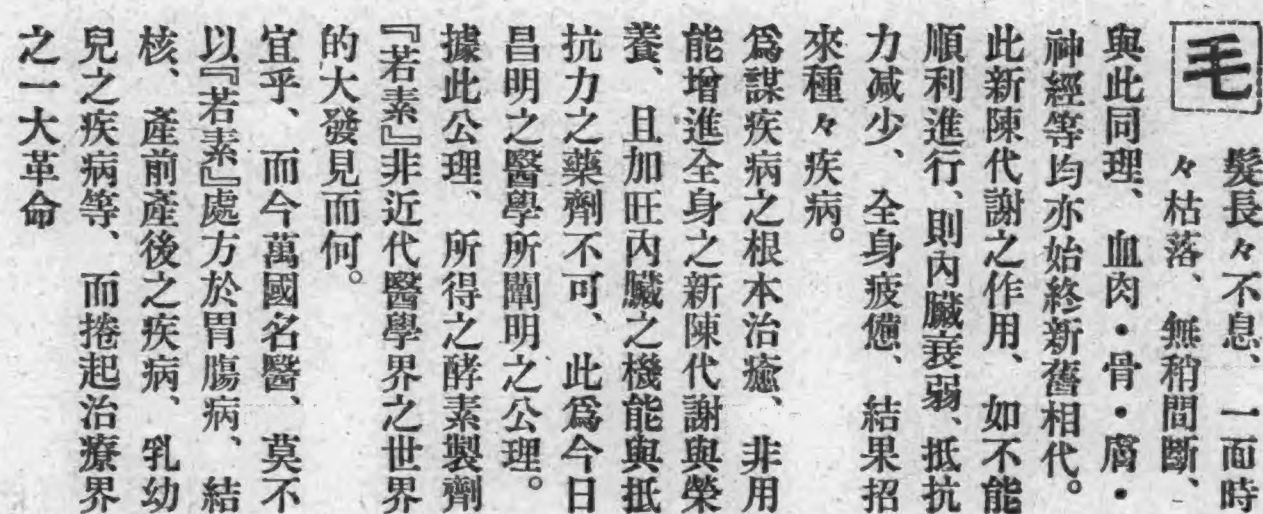 毛
髮長々不息、一面時
々枯落、無稍間斷、
與此同理、血肉・骨・膚・
神經等均亦始終新舊相代。
此新陳代謝之作用、如不能
順利進行、則內臟衰弱、抵抗
力減少、全身疲憊、結果招
來種々疾病。
爲謀疾病之根本治癒、非用
能增進全身之新陳代謝與榮
養、且加旺內臟之機能與抵
抗力之藥劑不可、此爲今日
昌明之醫學所闡明之公理。
據此公理、所得之酵素製劑
『若素』非近代醫學界之世界
的大發見而何。
宜乎、而今萬國名醫、莫不
以『若素』處方於胃腸病、結
核、產前產後之疾病、乳幼
兒之疾病等、而捲起治療界
之一大革命